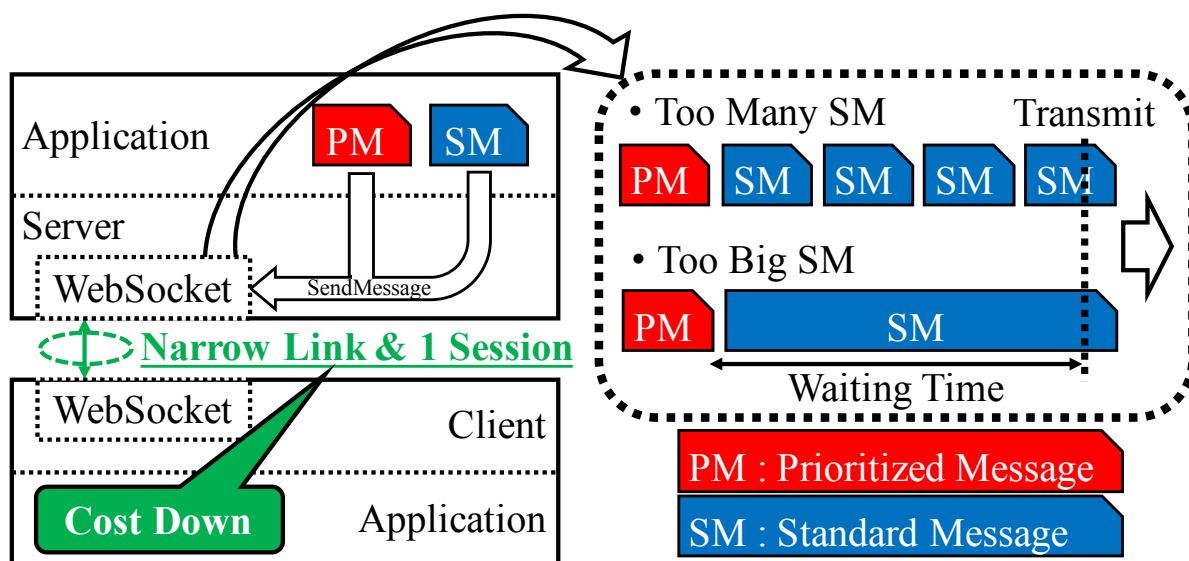 Application
PM
SM
Server
WebSocket
SendMessage
Narrow Link & 1 Session
WebSocket
Client
Cost Down
Application
• Too Many SM
Transmit
PM SM SM SM SM
• Too Big SM
PM SM
Waiting Time
PM : Prioritized Message
SM : Standard Message